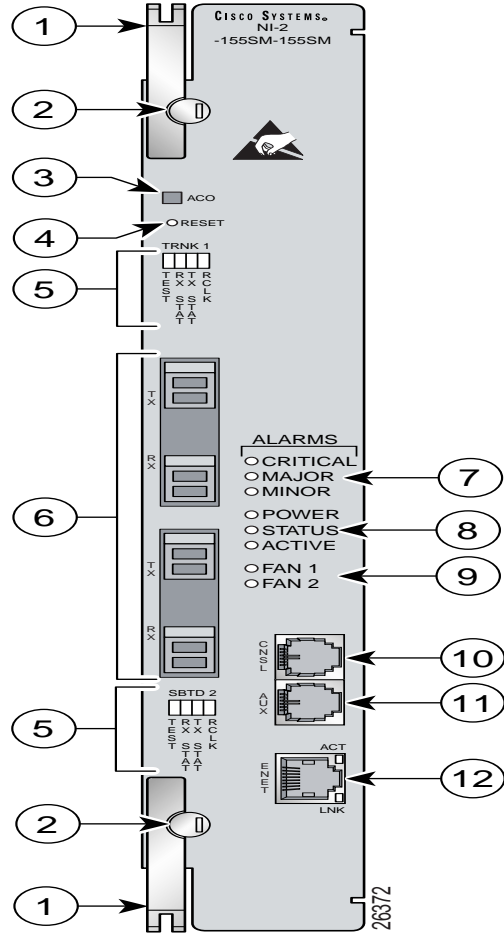 CISCO SYSTEMS®
NI-2
-155SM-155SM
1
2
3
ACO
4
RESET
TRNK 1
5
TEST
RX STAT
TX STAT
RCLK
TX
RX
6
TX
RX
ALARMS
CRITICAL
MAJOR
7
MINOR
POWER
STATUS
8
ACTIVE
FAN 1
9
FAN 2
CNSL
10
AUX
11
SBTD 2
5
TEST
RX STAT
TX STAT
RCLK
ACT
ENET
12
LNK
2
1
26372